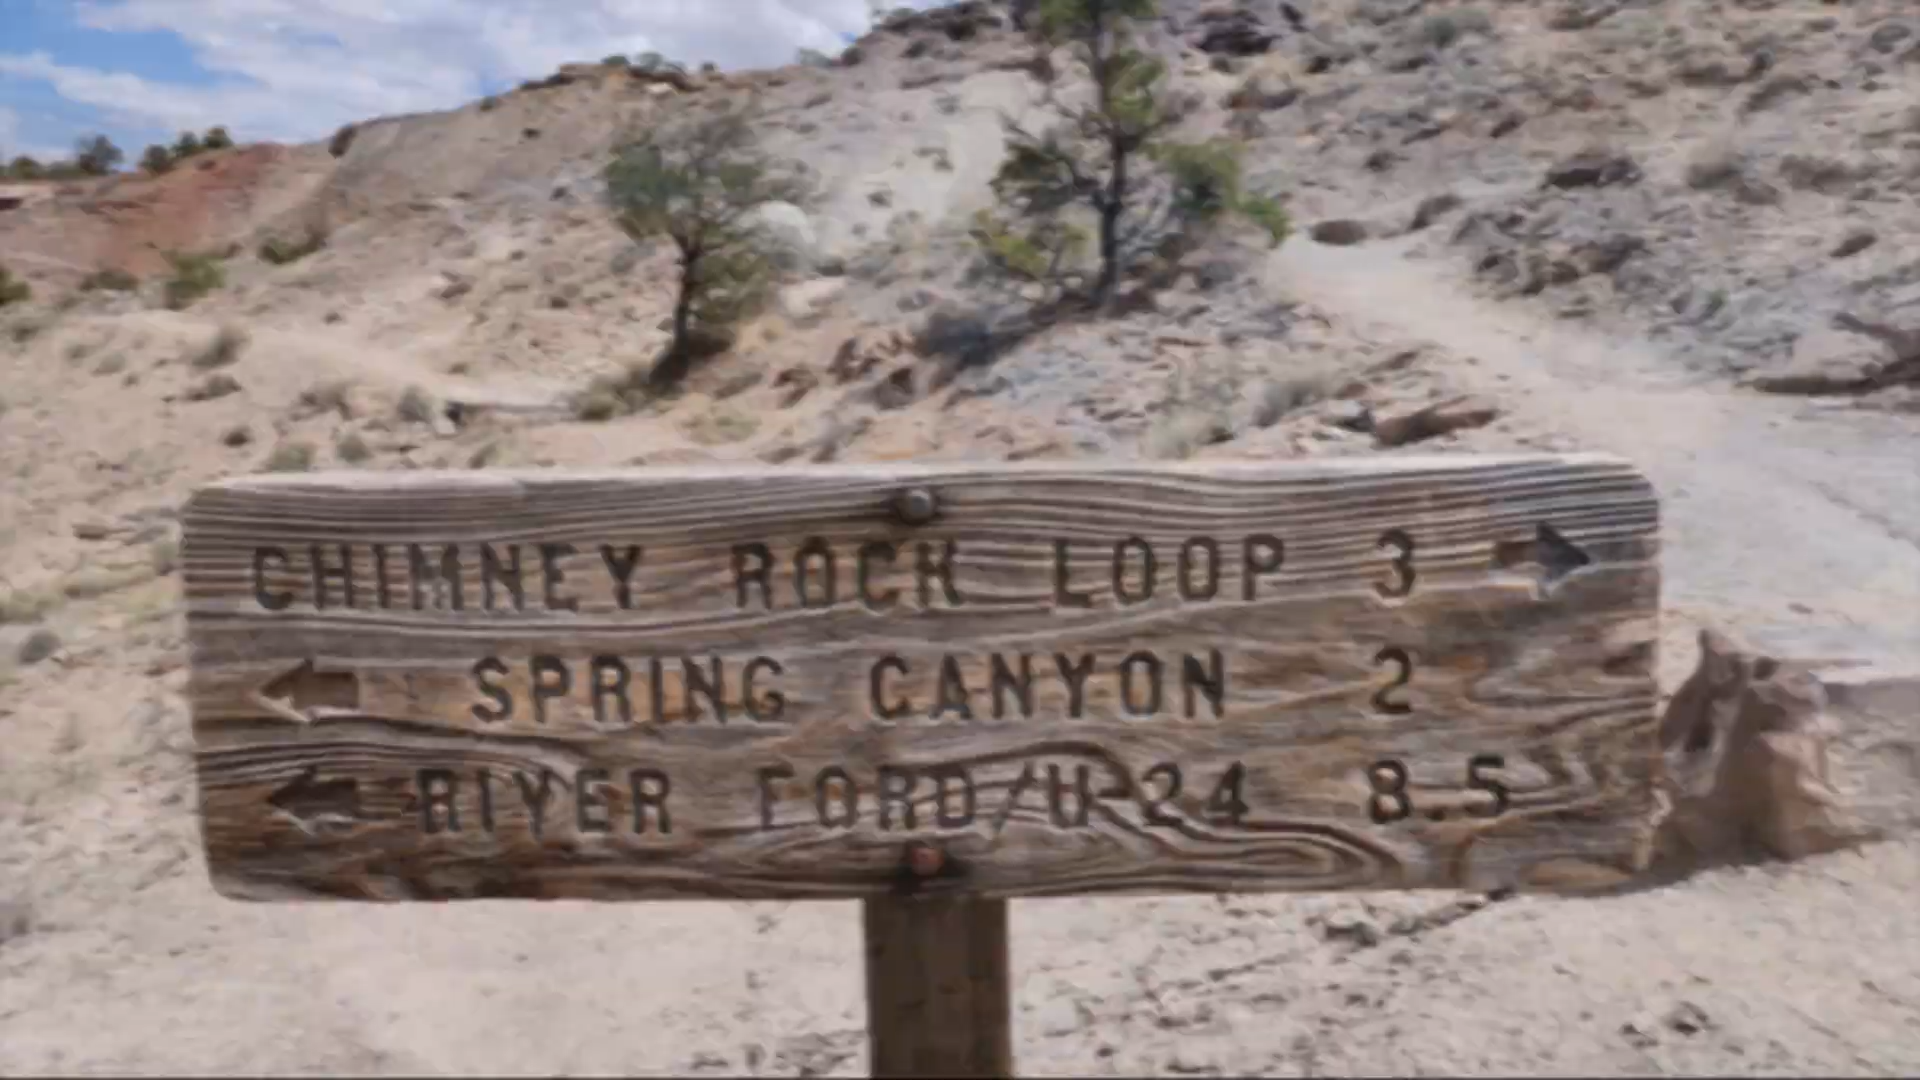 CHIMNEY ROCK LOOP 3 →
← SPRING CANYON 2
← RIVER FORD/U-24 8.5